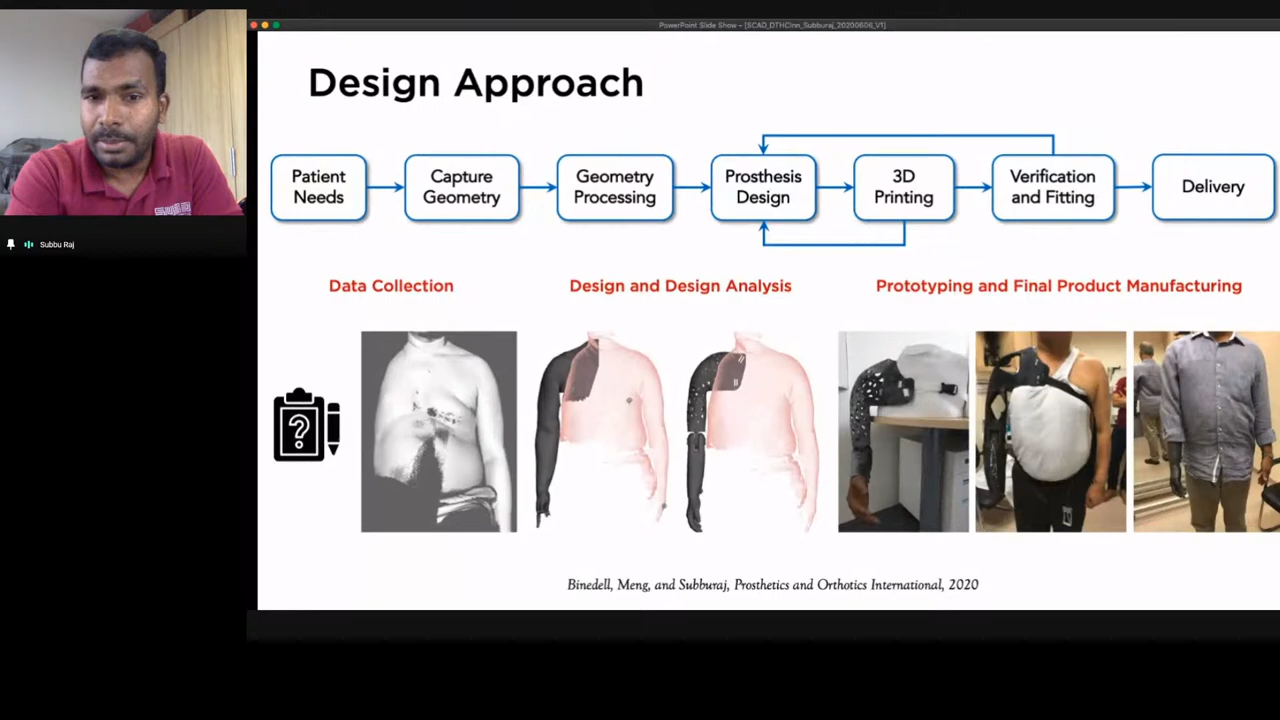 PowerPoint Slide Show - [SCAD_DTHCInn_Subburaj_20200606_V1]
Design Approach
Patient
Needs
Capture
Geometry
Geometry
Processing
Prosthesis
Design
3D
Printing
Verification
and Fitting
Delivery
Subbu Raj
Data Collection
Design and Design Analysis
Prototyping and Final Product Manufacturing
?
Binedell, Meng, and Subburaj, Prosthetics and Orthotics International, 2020